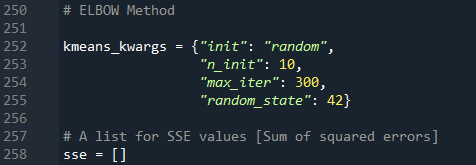 250 # ELBOW Method
251
252 kmeans_kwargs = {"init": "random",
253 "n_init": 10,
254 "max_iter": 300,
255 "random_state": 42}
256
257 # A list for SSE values [Sum of squared errors]
258 sse = []